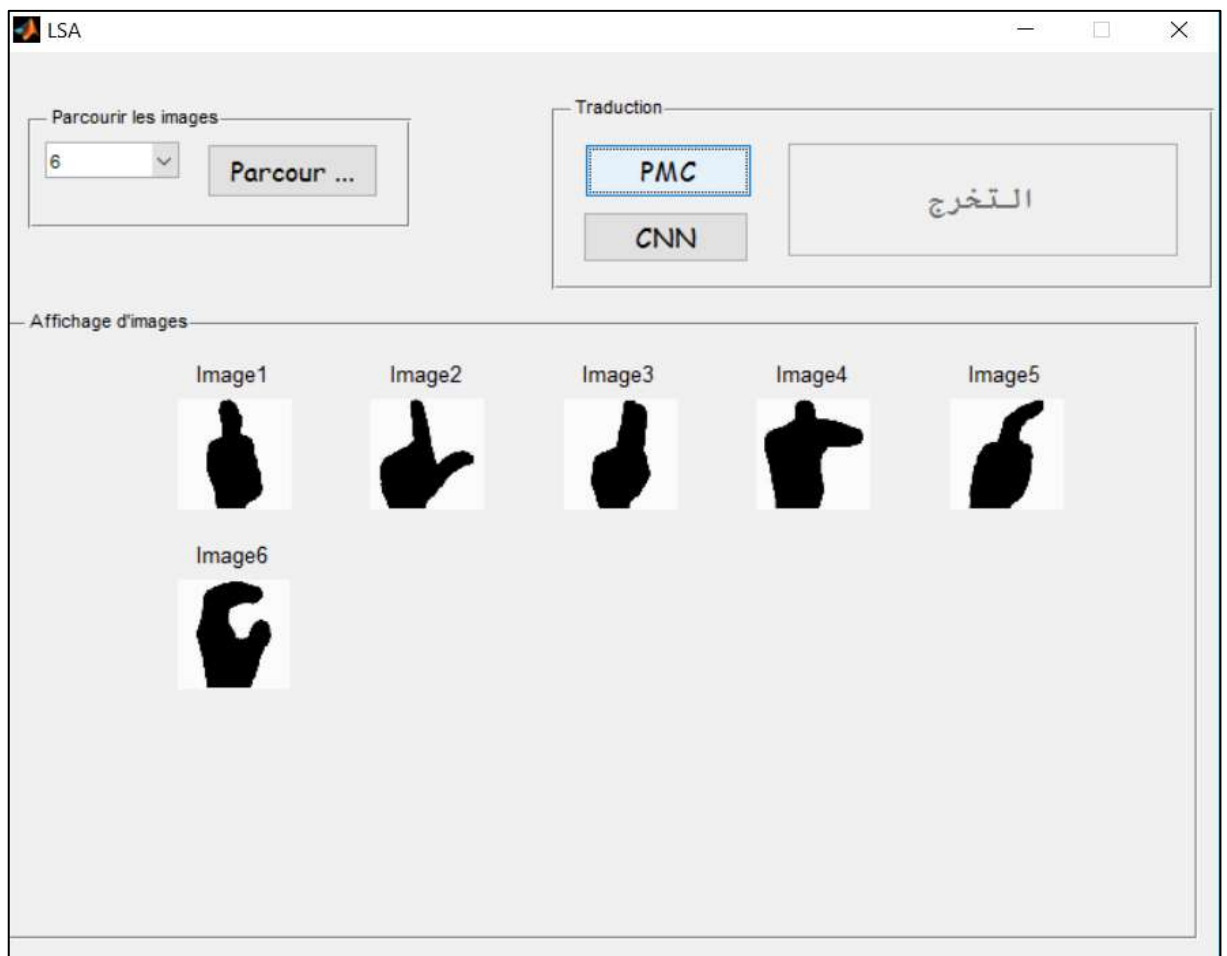 LSA
Parcourir les images
6
Parcour ...
Traduction
PMC
CNN
التخرج
Affichage d'images
Image1 Image2 Image3 Image4 Image5
Image6